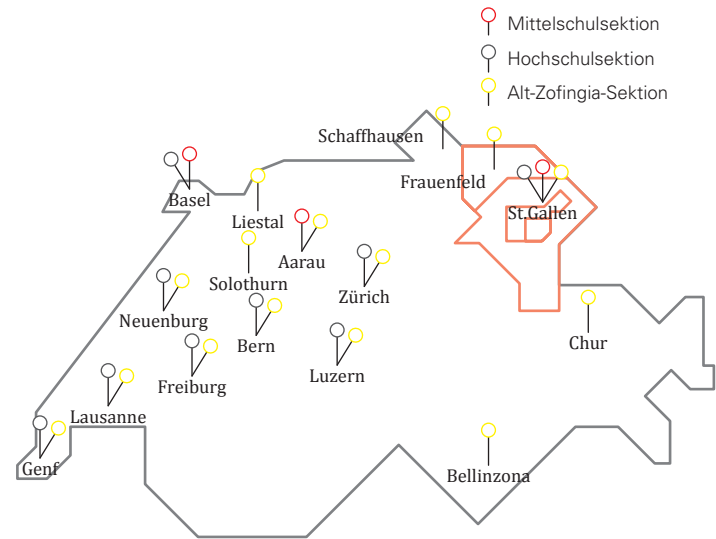 Mittelschulsektion
Hochschulsektion
Alt-Zofingia-Sektion
Schaffhausen
Frauenfeld
Basel
Liestal
St.Gallen
Aarau
Solothurn
Zürich
Neuenburg
Bern
Chur
Luzern
Freiburg
Lausanne
Genf
Bellinzona